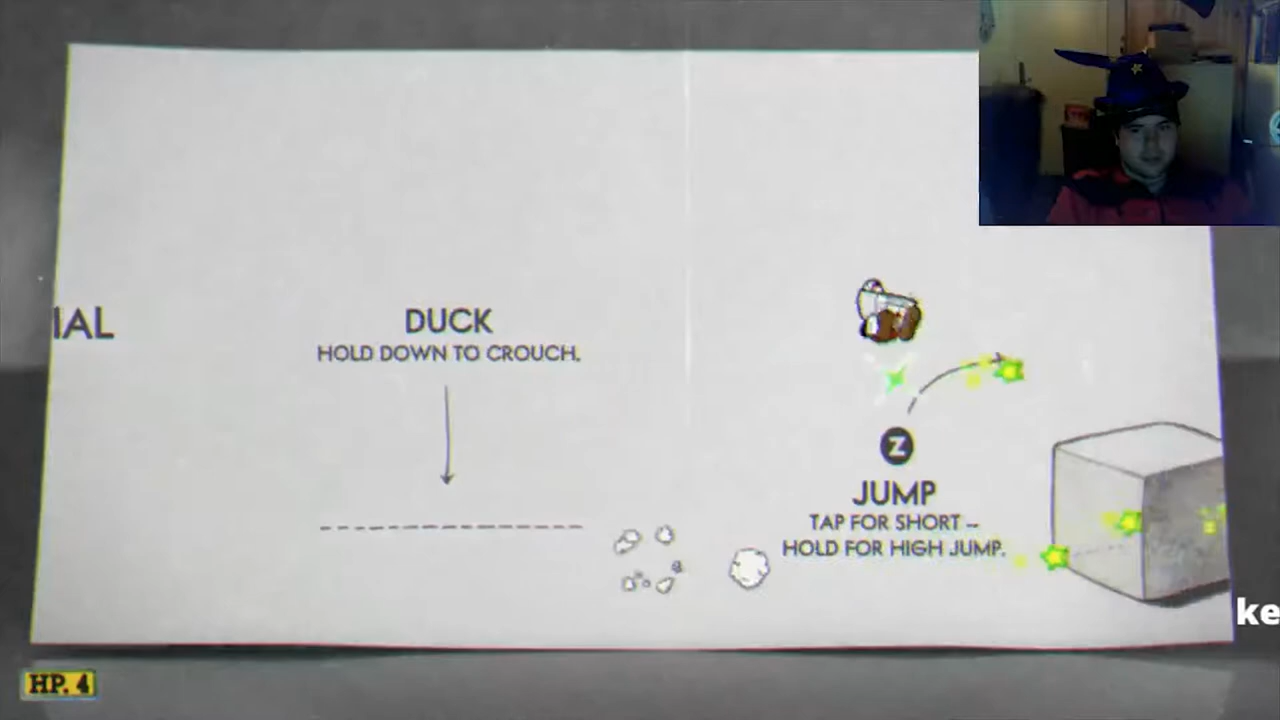 IAL
DUCK
HOLD DOWN TO CROUCH.
Z
JUMP
TAP FOR SHORT –
HOLD FOR HIGH JUMP.
ke
HP. 4